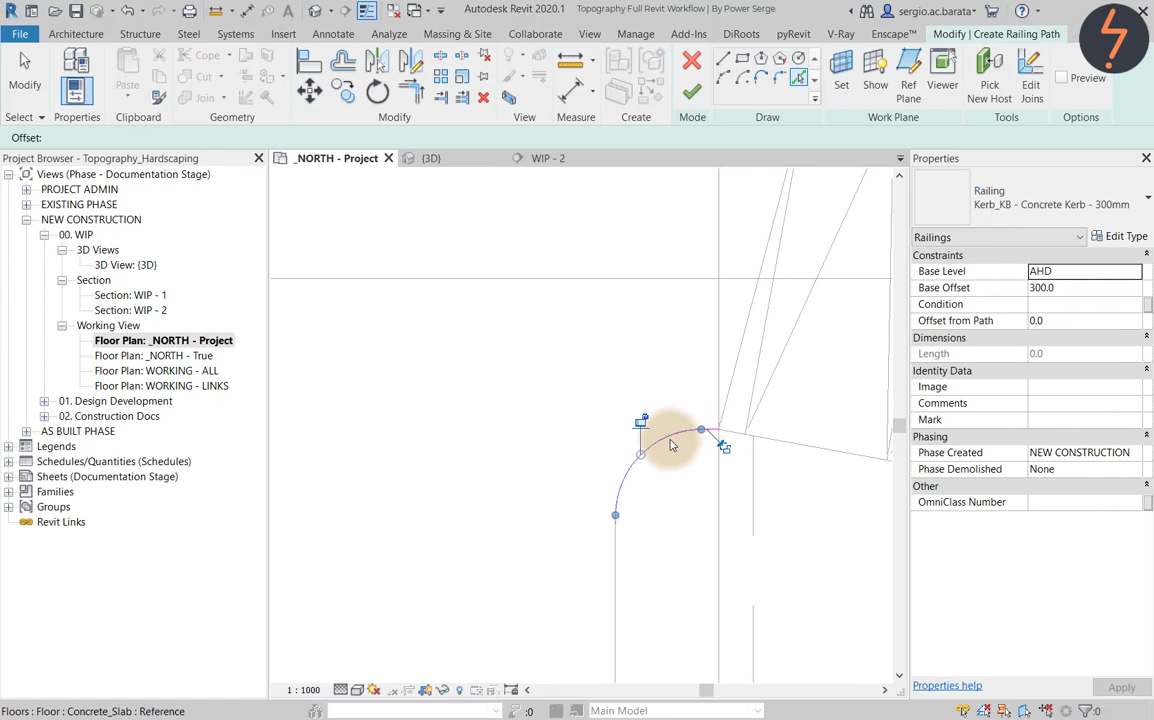 Autodesk Revit 2020.1
Topography Full Revit Workflow | By Power Serge
sergio.ac.barata
File
Architecture
Structure
Steel
Systems
Insert
Annotate
Analyze
Massing & Site
Collaborate
View
Manage
Add-Ins
DiRoots
pyRevit
V-Ray
Enscape™
Modify | Create Railing Path
Modify
Paste
Cope
Cut
Join
Set
Show
Ref
Plane
Viewer
Pick
New Host
Edit
Joins
Preview
Select
Properties
Clipboard
Geometry
Modify
View
Measure
Create
Mode
Draw
Work Plane
Tools
Options
Offset:
Project Browser - Topography_Hardscaping
Views (Phase - Documentation Stage)
PROJECT ADMIN
EXISTING PHASE
NEW CONSTRUCTION
00. WIP
3D Views
3D View: {3D}
Section
Section: WIP - 1
Section: WIP - 2
Working View
Floor Plan: _NORTH - Project
Floor Plan: _NORTH - True
Floor Plan: WORKING - ALL
Floor Plan: WORKING - LINKS
01. Design Development
02. Construction Docs
AS BUILT PHASE
Legends
Schedules/Quantities (Schedules)
Sheets (Documentation Stage)
Families
Groups
Revit Links
_NORTH - Project
{3D}
WIP - 2
Properties
Railing
Kerb_KB - Concrete Kerb - 300mm
Railings
Edit Type
Constraints
Base Level AHD
Base Offset 300.0
Condition
Offset from Path 0.0
Dimensions
Length 0.0
Identity Data
Image
Comments
Mark
Phasing
Phase Created NEW CONSTRUCTION
Phase Demolished None
Other
OmniClass Number
Properties help
Apply
1 : 1000
Floors : Floor : Concrete_Slab : Reference
:0
Main Model
:0